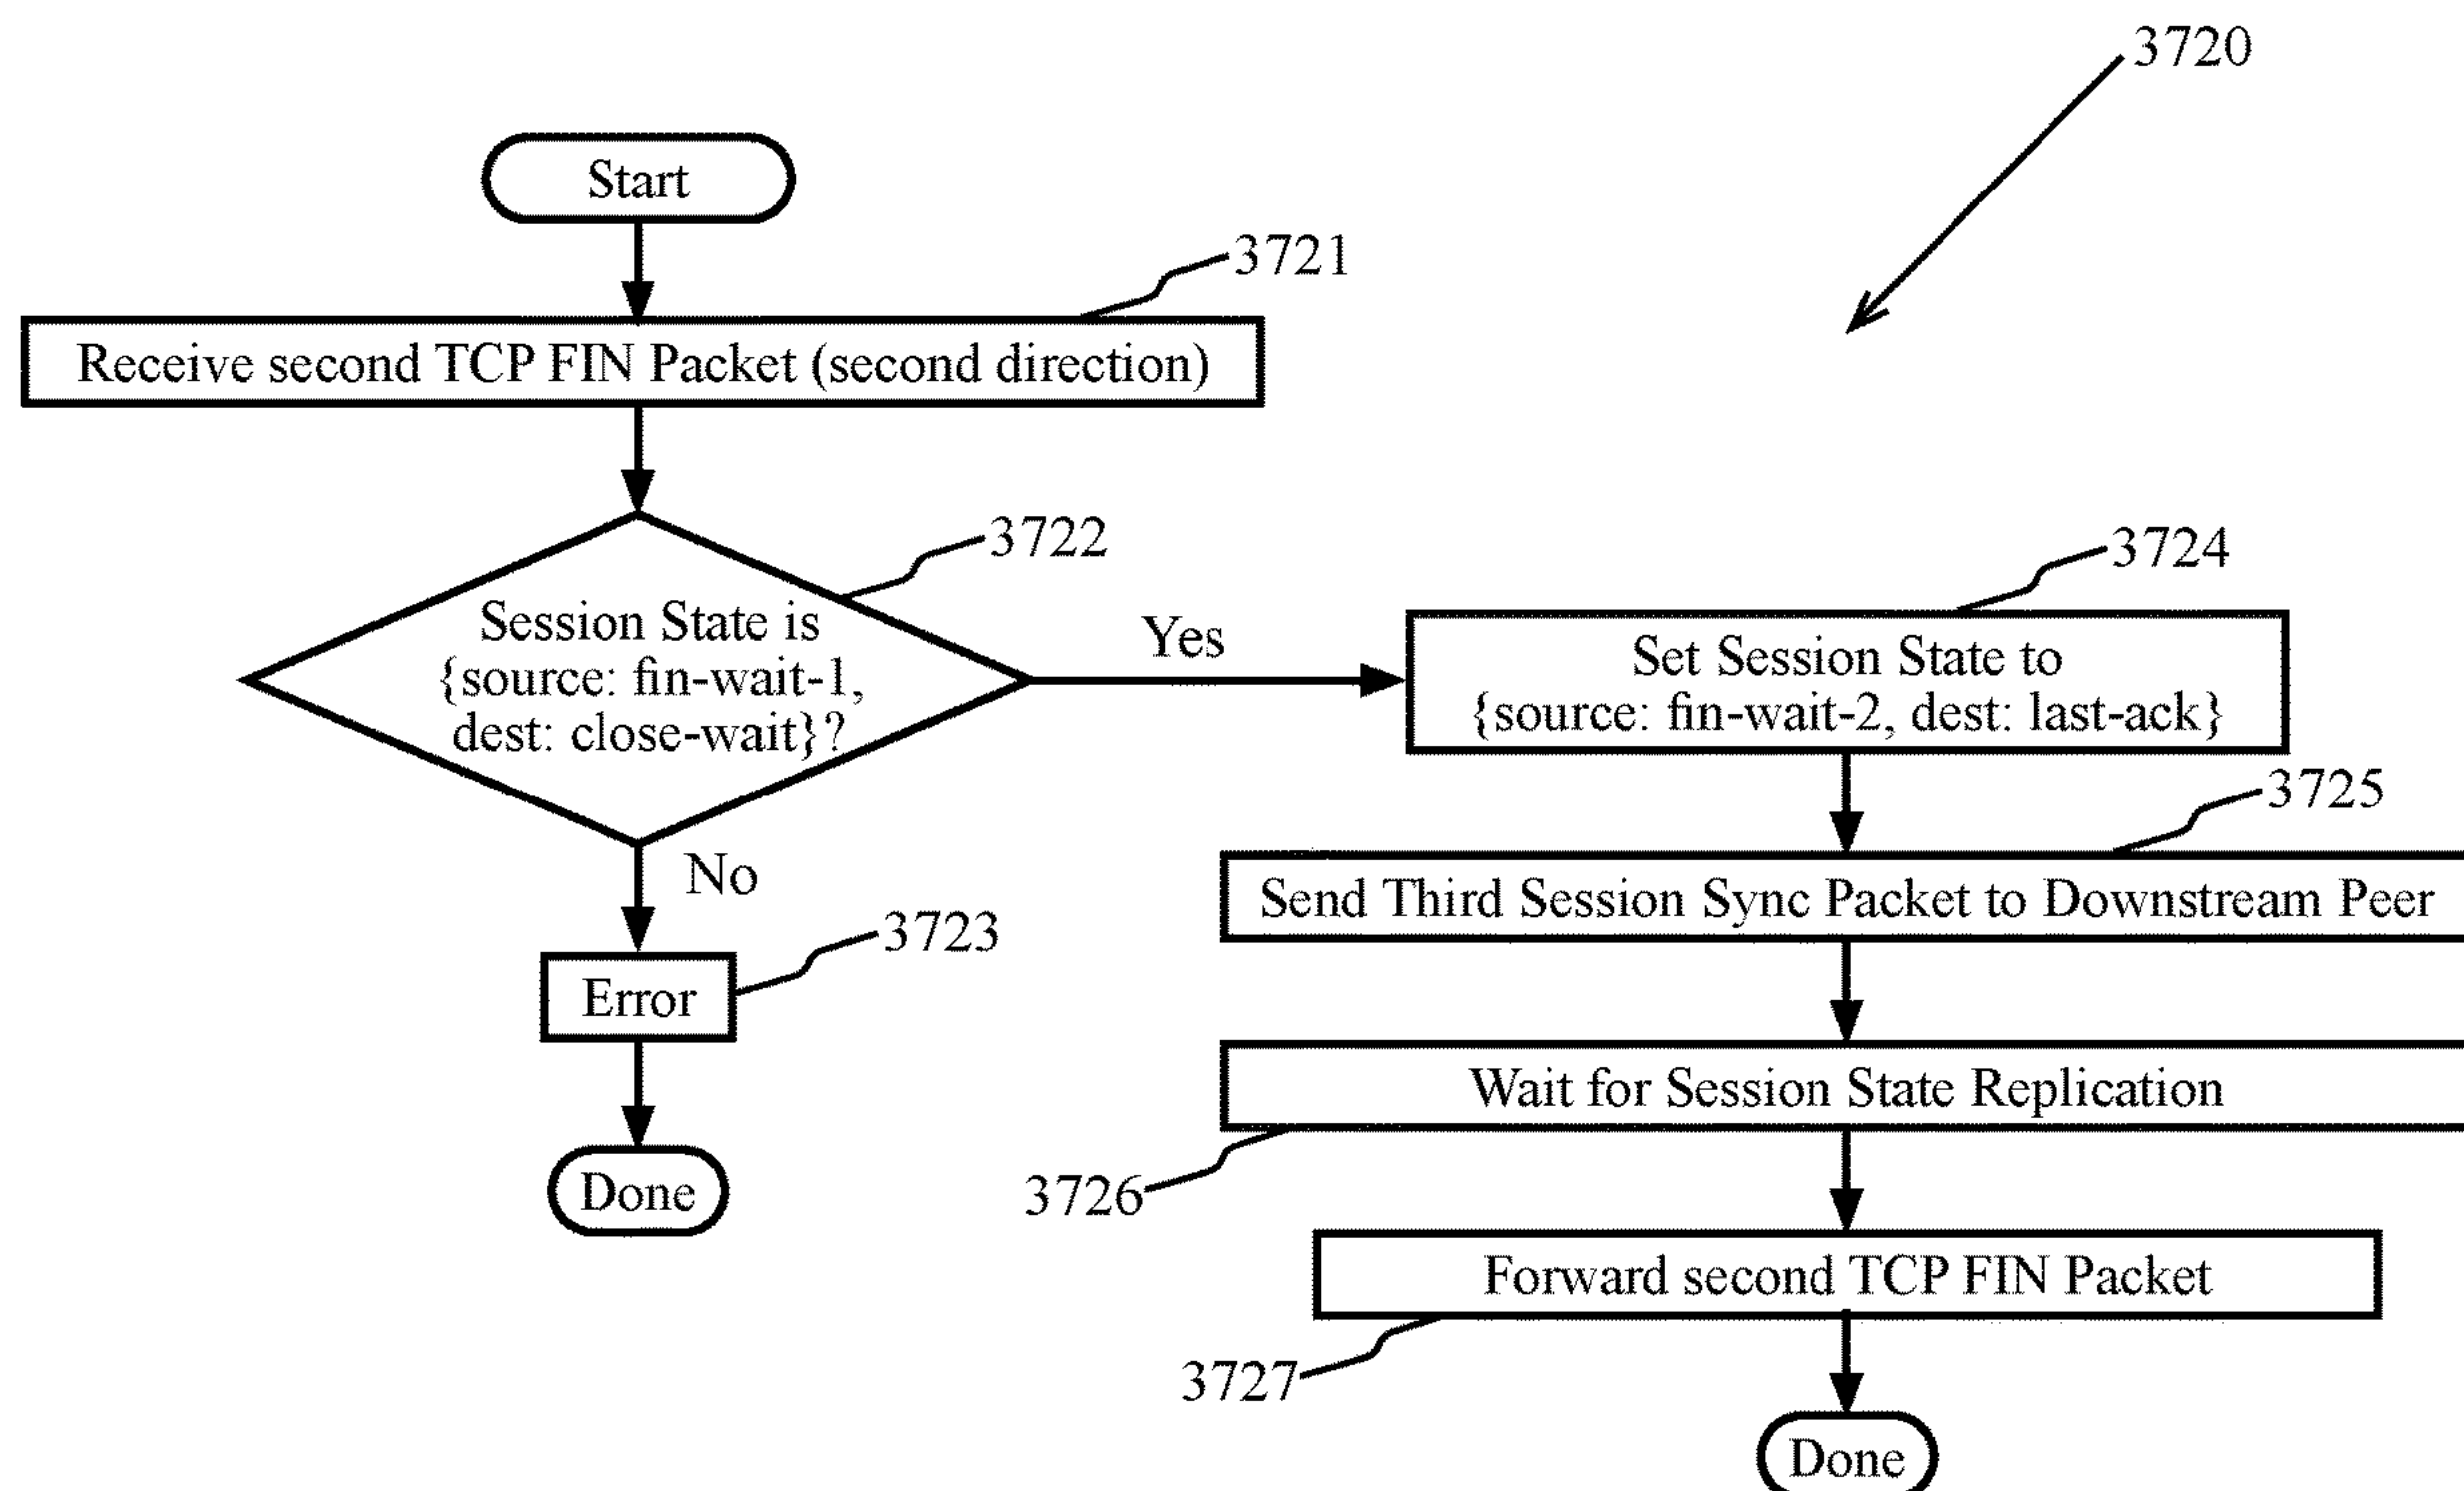 3720
Start
3721
Receive second TCP FIN Packet (second direction)
3722
Session State is
{source: fin-wait-1,
dest: close-wait}?
Yes
3724
Set Session State to
{source: fin-wait-2, dest: last-ack}
3725
Send Third Session Sync Packet to Downstream Peer
No
3723
Error
Wait for Session State Replication
3726
Done
Forward second TCP FIN Packet
3727
Done